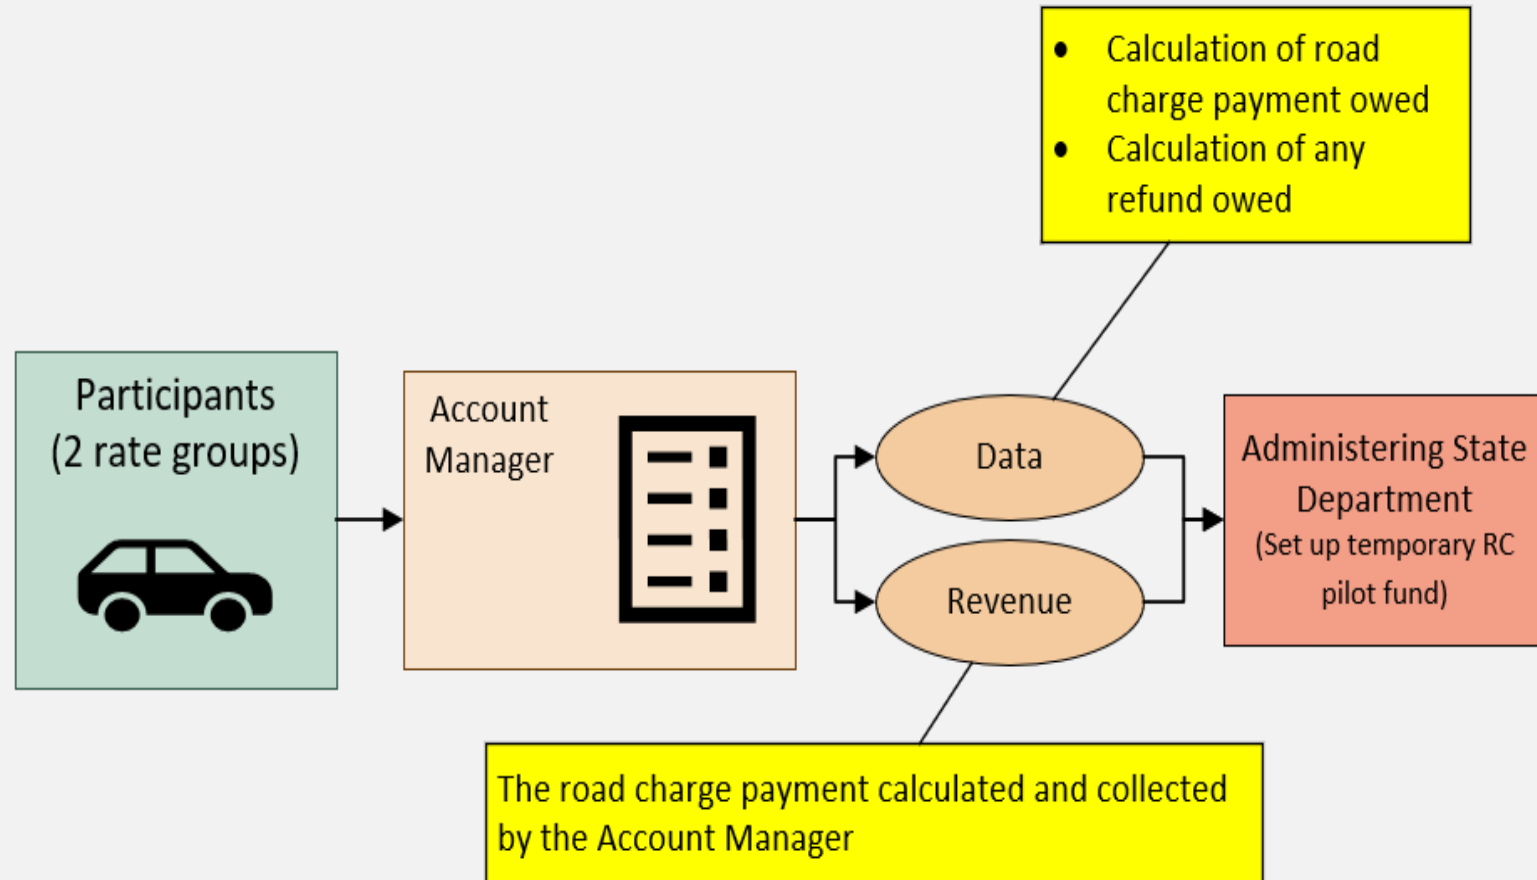 • Calculation of road
charge payment owed
• Calculation of any
refund owed
Participants
(2 rate groups)
Account
Manager
Data
Revenue
Administering State
Department
(Set up temporary RC
pilot fund)
The road charge payment calculated and collected
by the Account Manager